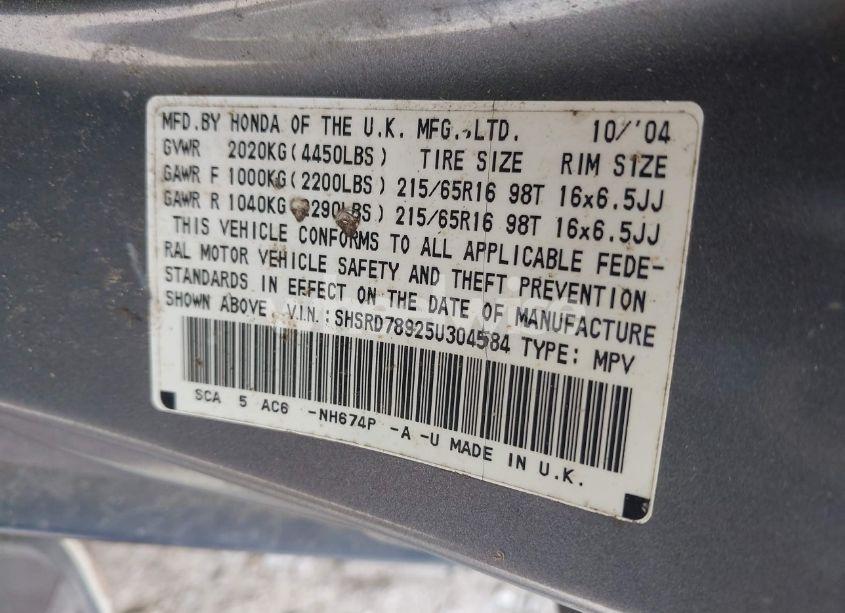 MFD.BY HONDA OF THE U.K. MFG.,LTD. 10/'04
GVWR 2020KG(4450LBS) TIRE SIZE RIM SIZE
GAWR F 1000KG(2200LBS) 215/65R16 98T 16x6.5JJ
GAWR R 1040KG(2290LBS) 215/65R16 98T 16x6.5JJ
THIS VEHICLE CONFORMS TO ALL APPLICABLE FEDE-
RAL MOTOR VEHICLE SAFETY AND THEFT PREVENTION
STANDARDS IN EFFECT ON THE DATE OF MANUFACTURE
SHOWN ABOVE. V.I.N.:SHSRD78925U304584 TYPE: MPV
SCA 5 AC6 -NH674P -A -U MADE IN U.K.